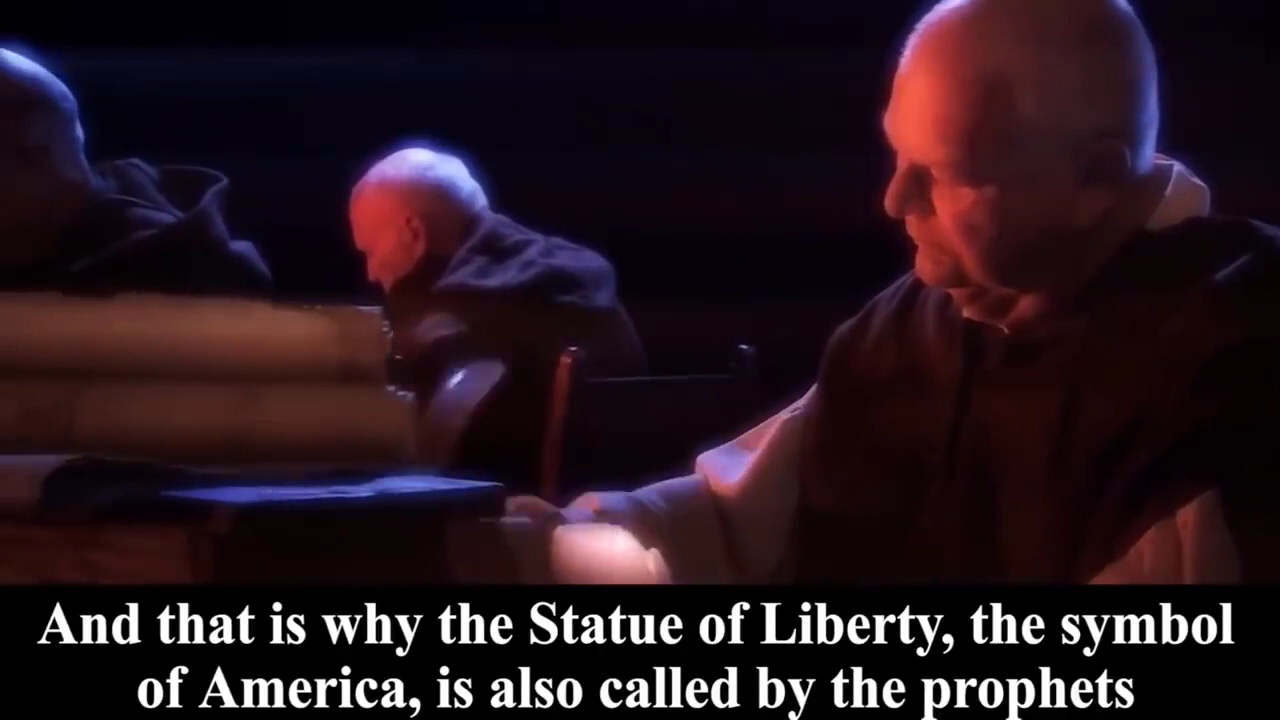 And that is why the Statue of Liberty, the symbol
of America, is also called by the prophets